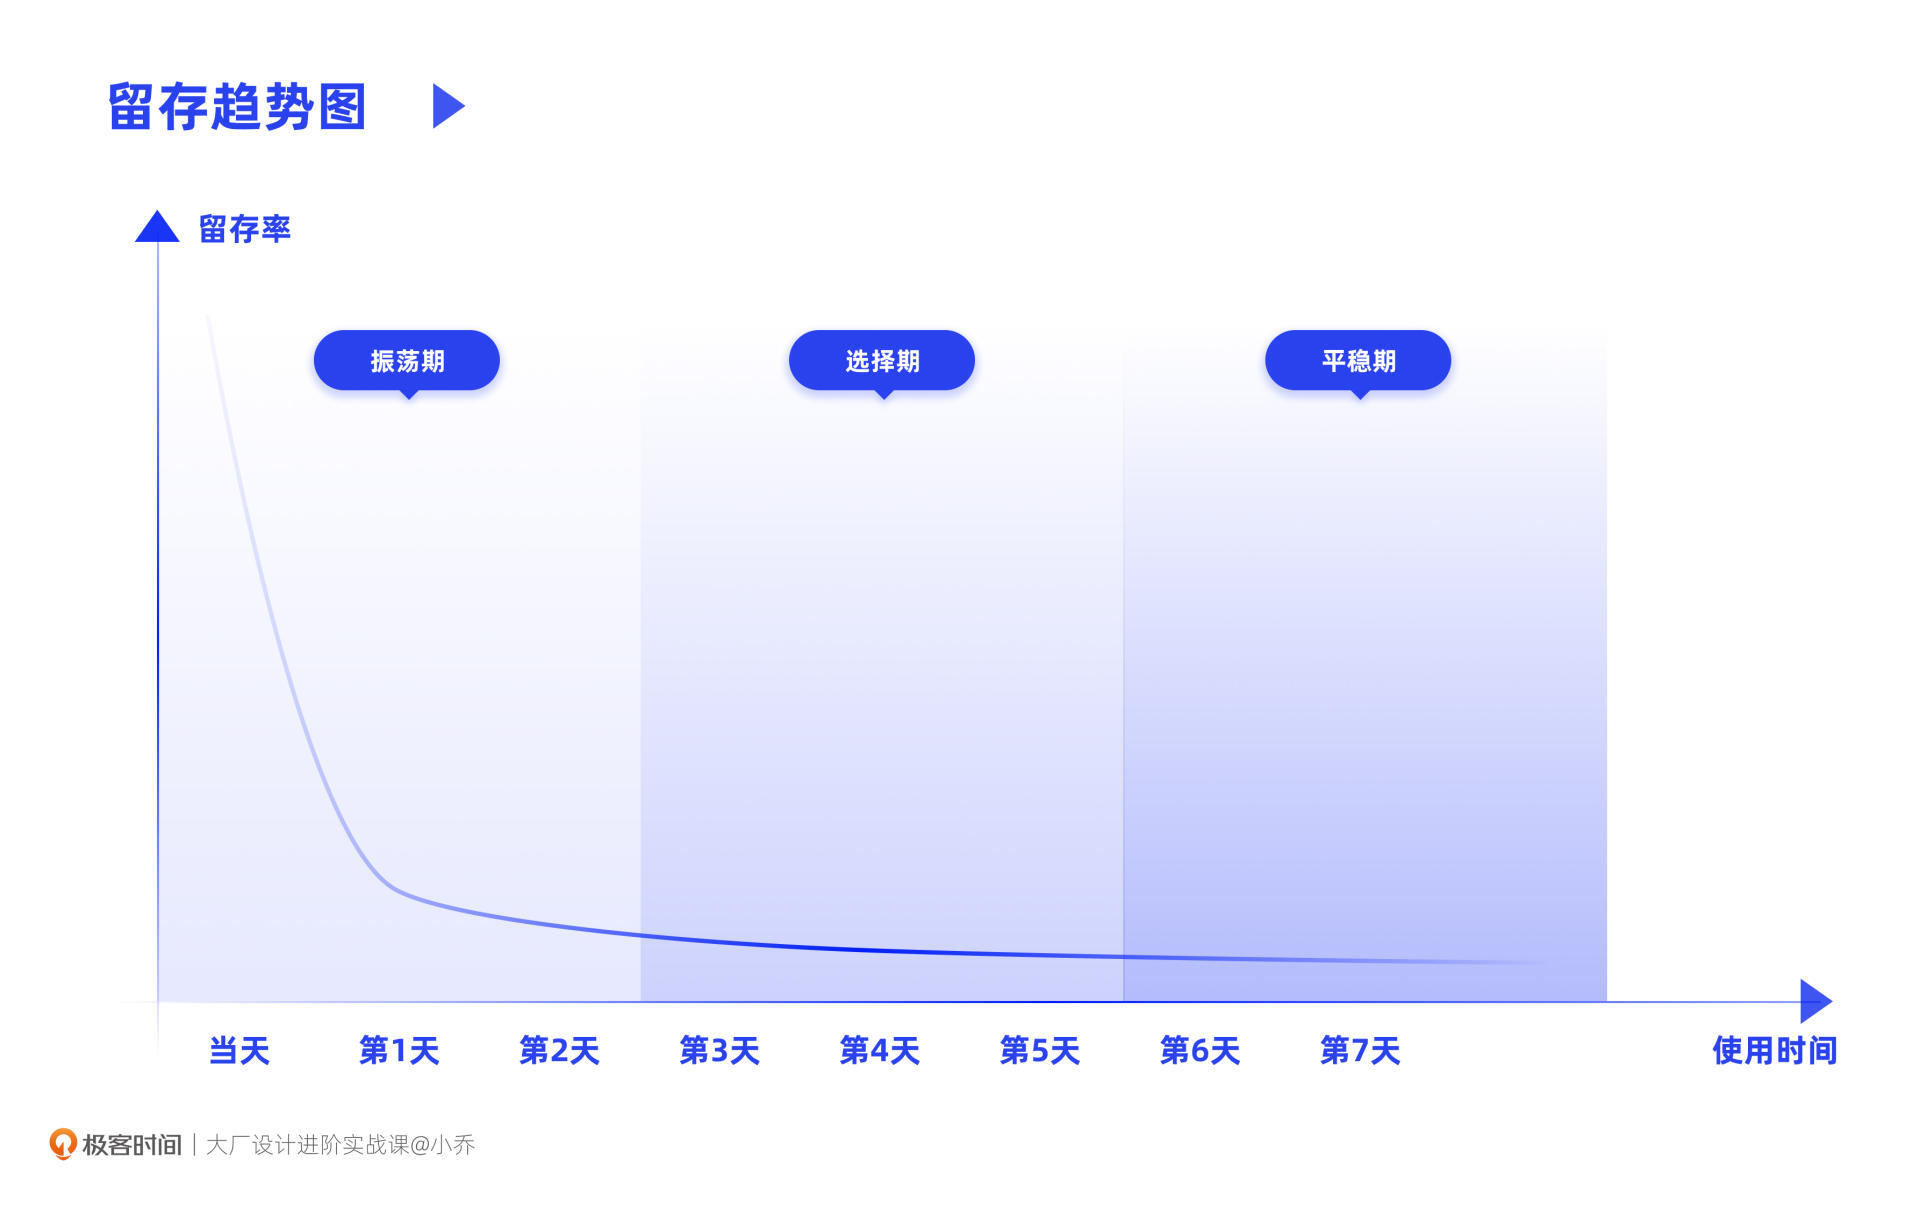 留存趋势图
留存率
振荡期
选择期
平稳期
当天
第1天
第2天
第3天
第4天
第5天
第6天
第7天
使用时间
极客时间 | 大厂设计进阶实战课@小乔